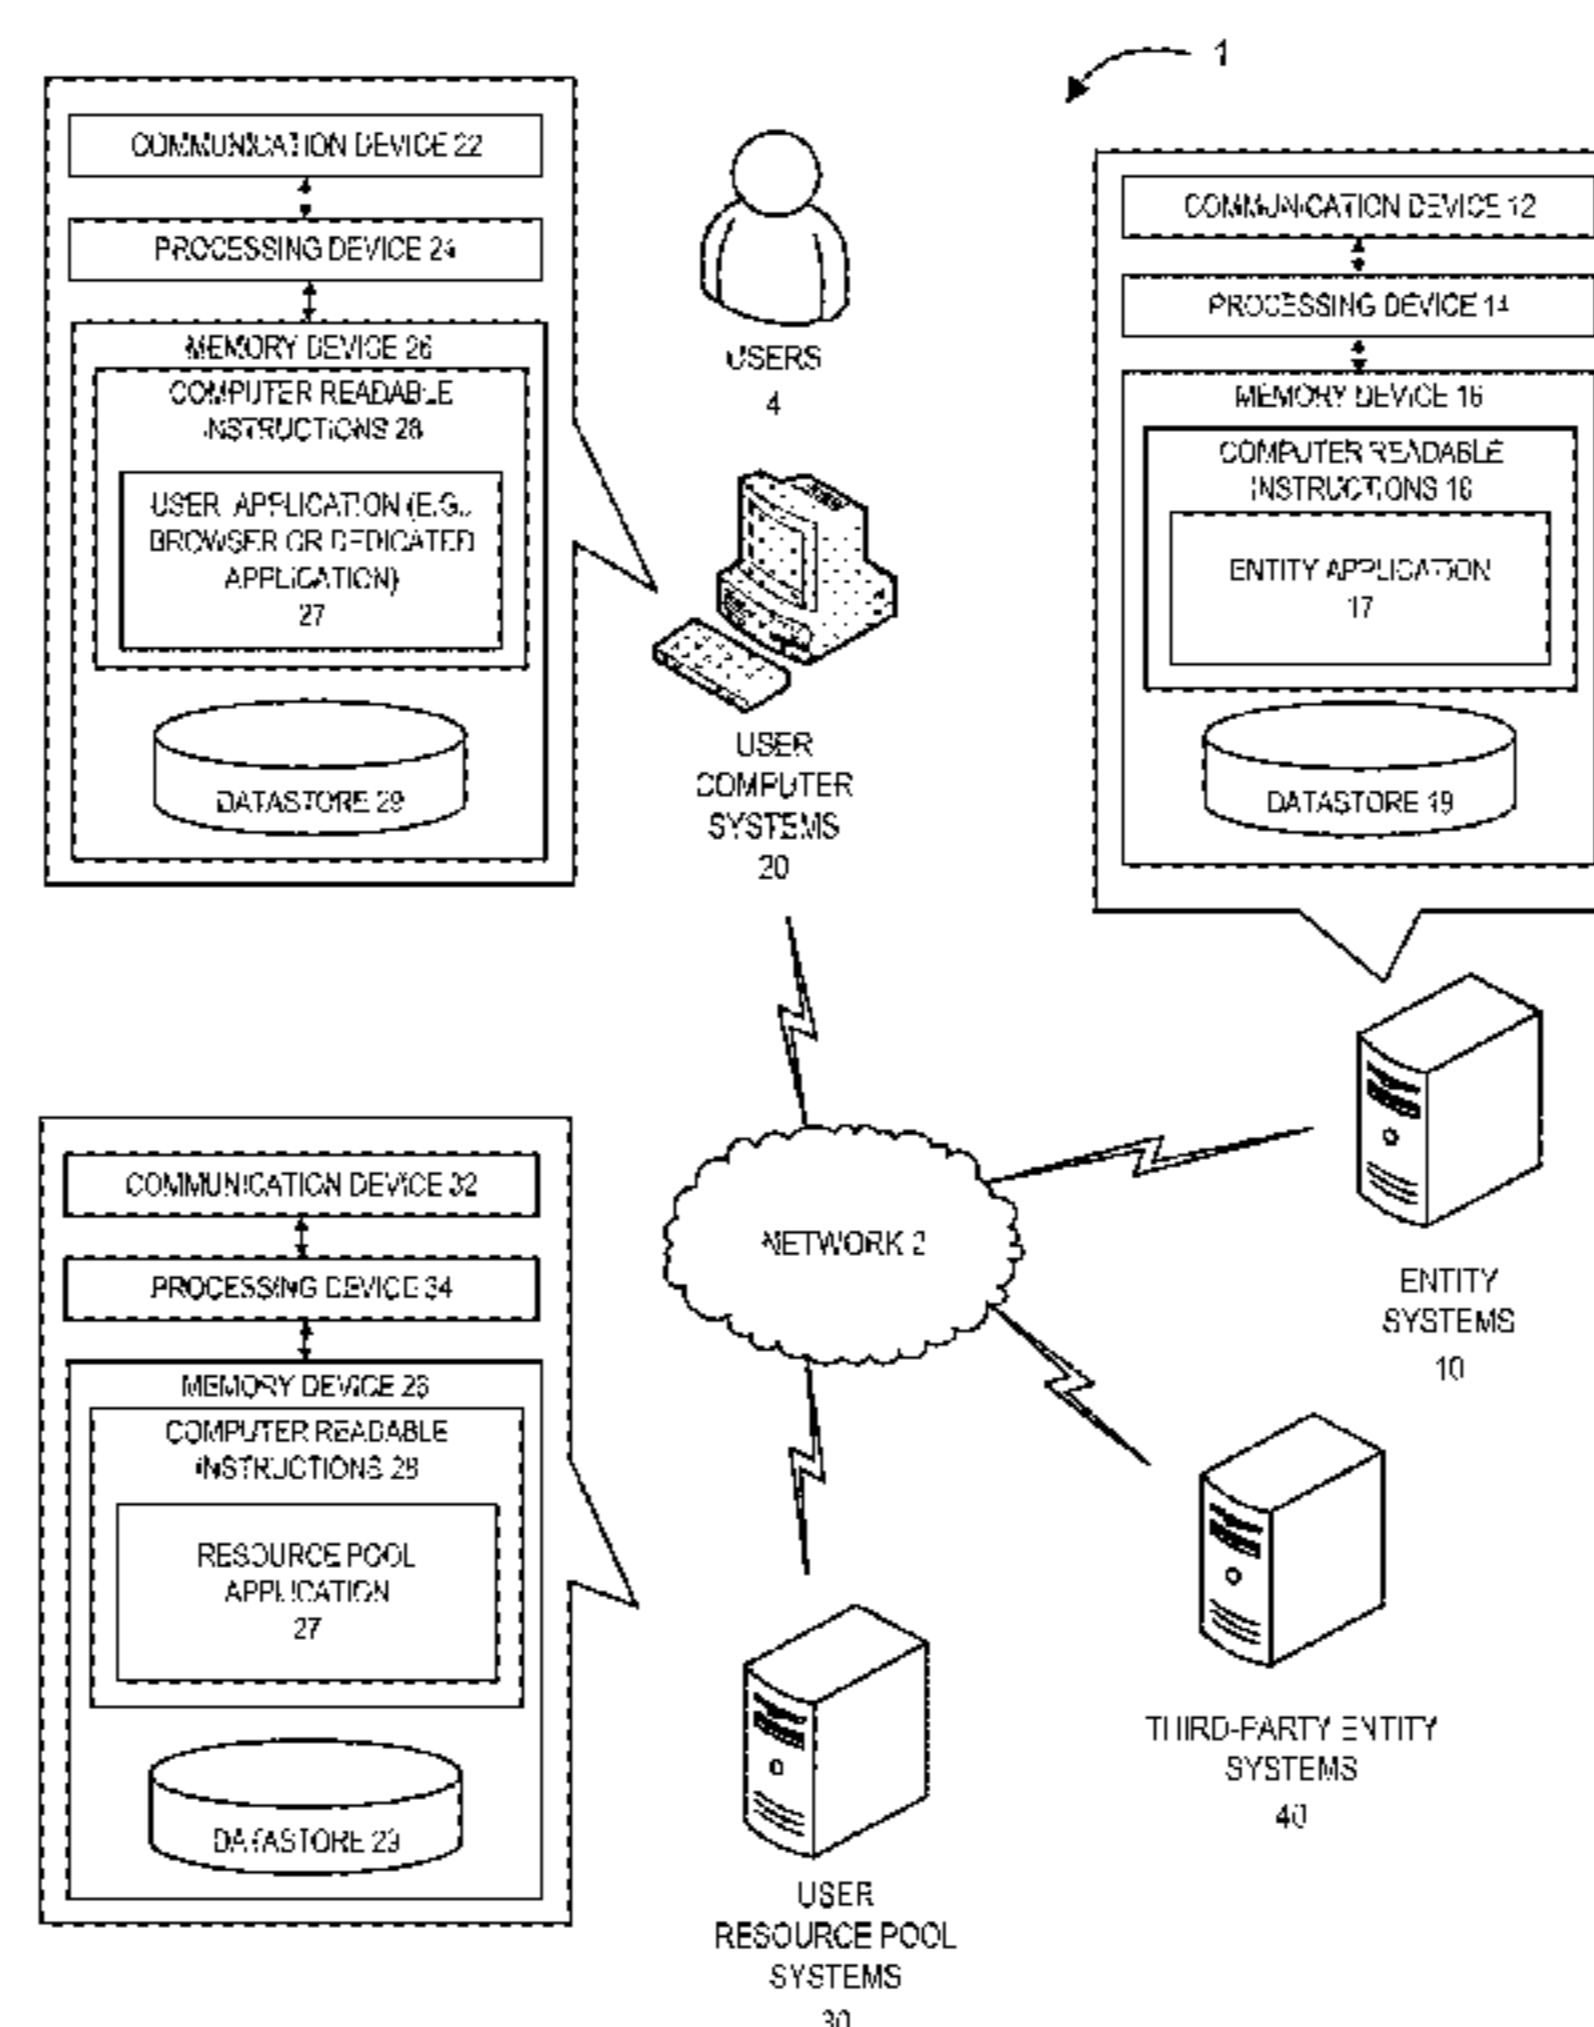 1
COMMUNICATION DEVICE 22
PROCESSING DEVICE 24
MEMORY DEVICE 26
COMPUTER READABLE
INSTRUCTIONS 28
USER APPLICATION (E.G.,
BROWSER OR DEDICATED
APPLICATION)
27
DATASTORE 29
USERS
4
USER
COMPUTER
SYSTEMS
20
COMMUNICATION DEVICE 12
PROCESSING DEVICE 14
MEMORY DEVICE 16
COMPUTER READABLE
INSTRUCTIONS 18
ENTITY APPLICATION
17
DATASTORE 19
NETWORK 2
ENTITY
SYSTEMS
10
COMMUNICATION DEVICE 32
PROCESSING DEVICE 34
MEMORY DEVICE 26
COMPUTER READABLE
INSTRUCTIONS 28
RESOURCE POOL
APPLICATION
27
DATASTORE 29
THIRD-PARTY ENTITY
SYSTEMS
40
USER
RESOURCE POOL
SYSTEMS
30